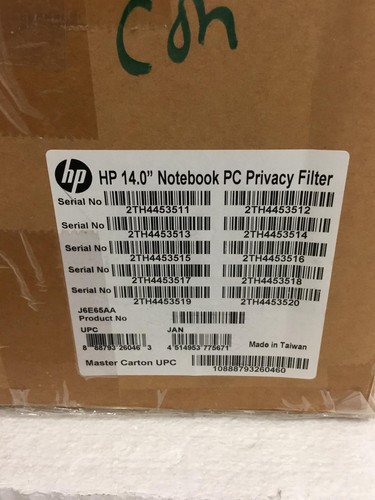 Cdh
hp HP 14.0" Notebook PC Privacy Filter
Serial No 2TH4453511 2TH4453512
Serial No 2TH4453513 2TH4453514
Serial No 2TH4453515 2TH4453516
Serial No 2TH4453517 2TH4453518
Serial No 2TH4453519 2TH4453520
J6E65AA
Product No
UPC JAN
8 88793 26046 3 4 514953 775671 Made in Taiwan
Master Carton UPC 10888793260460